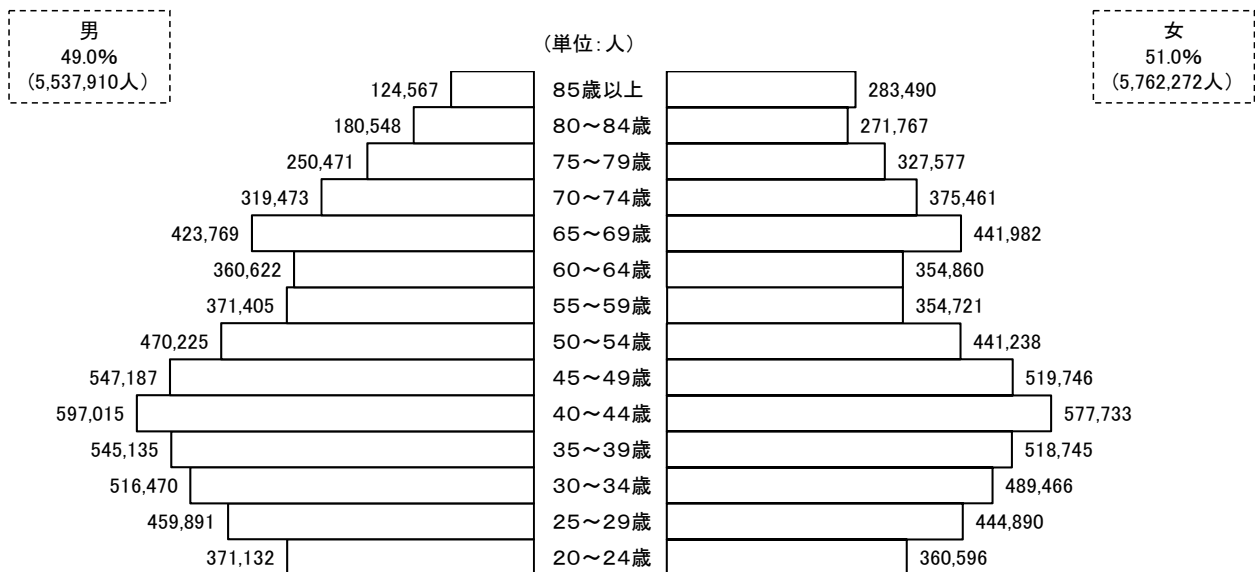 男
49.0%
（5,537,910人）
（単位：人）
女
51.0%
（5,762,272人）
124,567 85歳以上 283,490
180,548 80～84歳 271,767
250,471 75～79歳 327,577
319,473 70～74歳 375,461
423,769 65～69歳 441,982
360,622 60～64歳 354,860
371,405 55～59歳 354,721
470,225 50～54歳 441,238
547,187 45～49歳 519,746
597,015 40～44歳 577,733
545,135 35～39歳 518,745
516,470 30～34歳 489,466
459,891 25～29歳 444,890
371,132 20～24歳 360,596